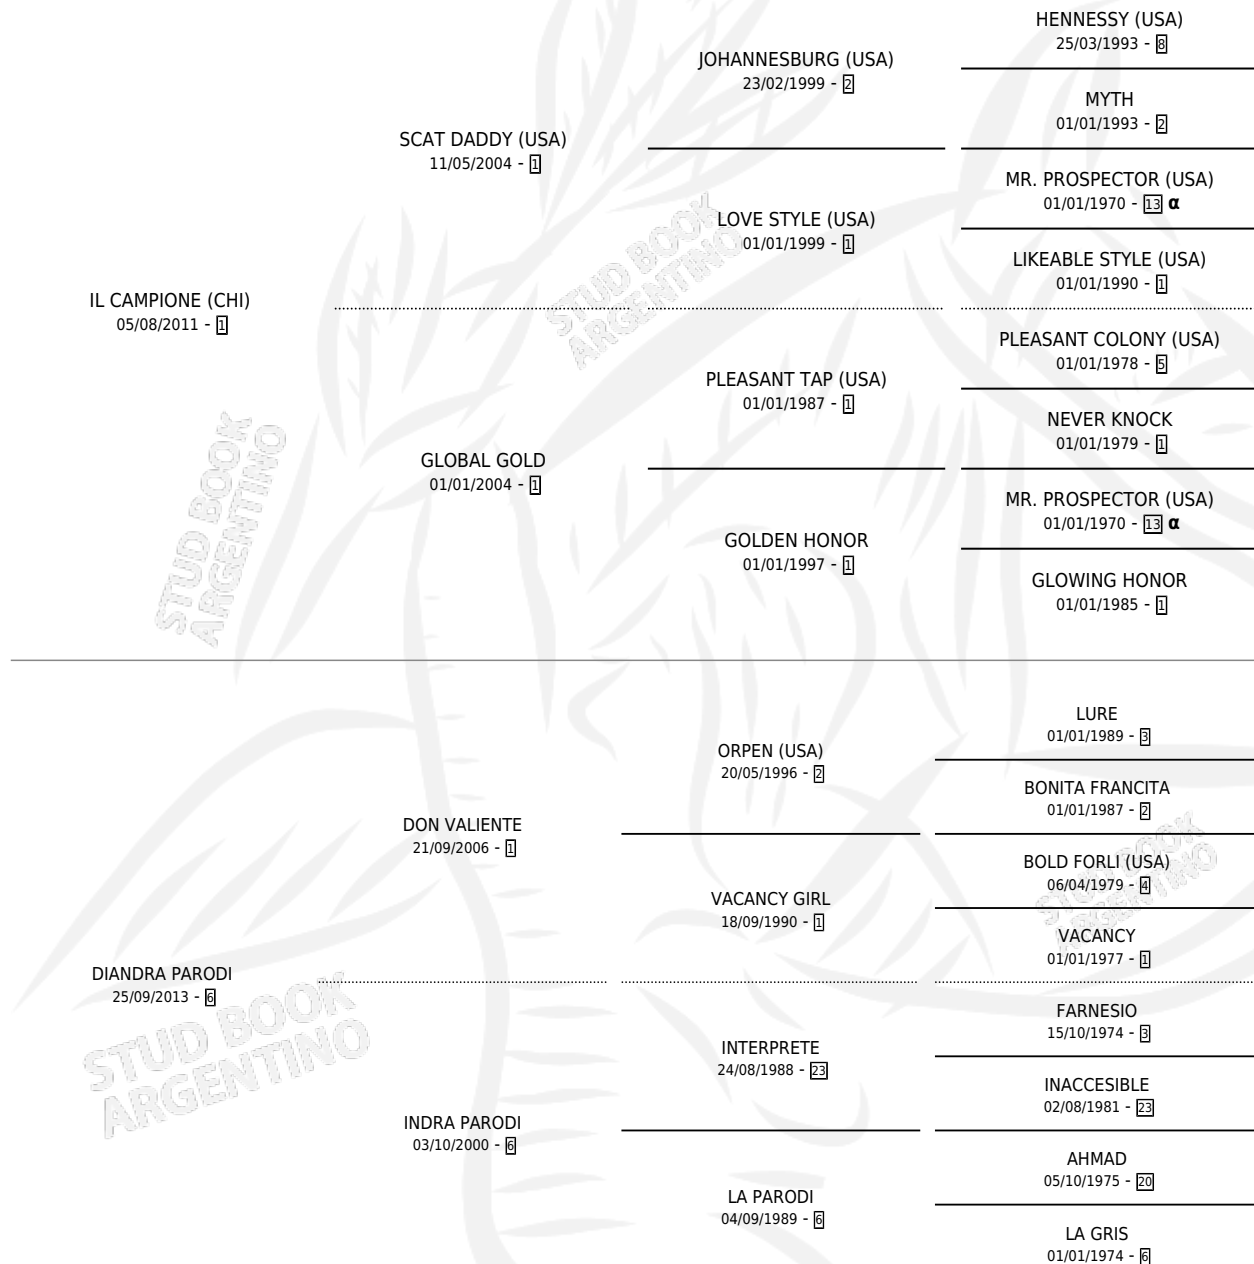 HENNESSY (USA)
25/03/1993 - 8
JOHANNESBURG (USA)
23/02/1999 - 2
MYTH
01/01/1993 - 2
SCAT DADDY (USA)
11/05/2004 - 1
MR. PROSPECTOR (USA)
01/01/1970 - 13 α
LOVE STYLE (USA)
01/01/1999 - 1
LIKEABLE STYLE (USA)
01/01/1990 - 1
IL CAMPIONE (CHI)
05/08/2011 - 1
PLEASANT COLONY (USA)
01/01/1978 - 5
PLEASANT TAP (USA)
01/01/1987 - 1
NEVER KNOCK
01/01/1979 - 1
GLOBAL GOLD
01/01/2004 - 1
MR. PROSPECTOR (USA)
01/01/1970 - 13 α
GOLDEN HONOR
01/01/1997 - 1
GLOWING HONOR
01/01/1985 - 1
LURE
01/01/1989 - 3
ORPEN (USA)
20/05/1996 - 2
BONITA FRANCITA
01/01/1987 - 2
DON VALIENTE
21/09/2006 - 1
BOLD FORLI (USA)
06/04/1979 - 4
VACANCY GIRL
18/09/1990 - 1
VACANCY
01/01/1977 - 1
DIANDRA PARODI
25/09/2013 - 6
FARNESIO
15/10/1974 - 3
INTERPRETE
24/08/1988 - 23
INACCESIBLE
02/08/1981 - 23
INDRA PARODI
03/10/2000 - 6
AHMAD
05/10/1975 - 20
LA PARODI
04/09/1989 - 6
LA GRIS
01/01/1974 - 6
STUD BOOK
ARGENTINO
STUD BOOK
ARGENTINO
STUD BOOK
ARGENTINO
STUD BOOK
ARGENTINO